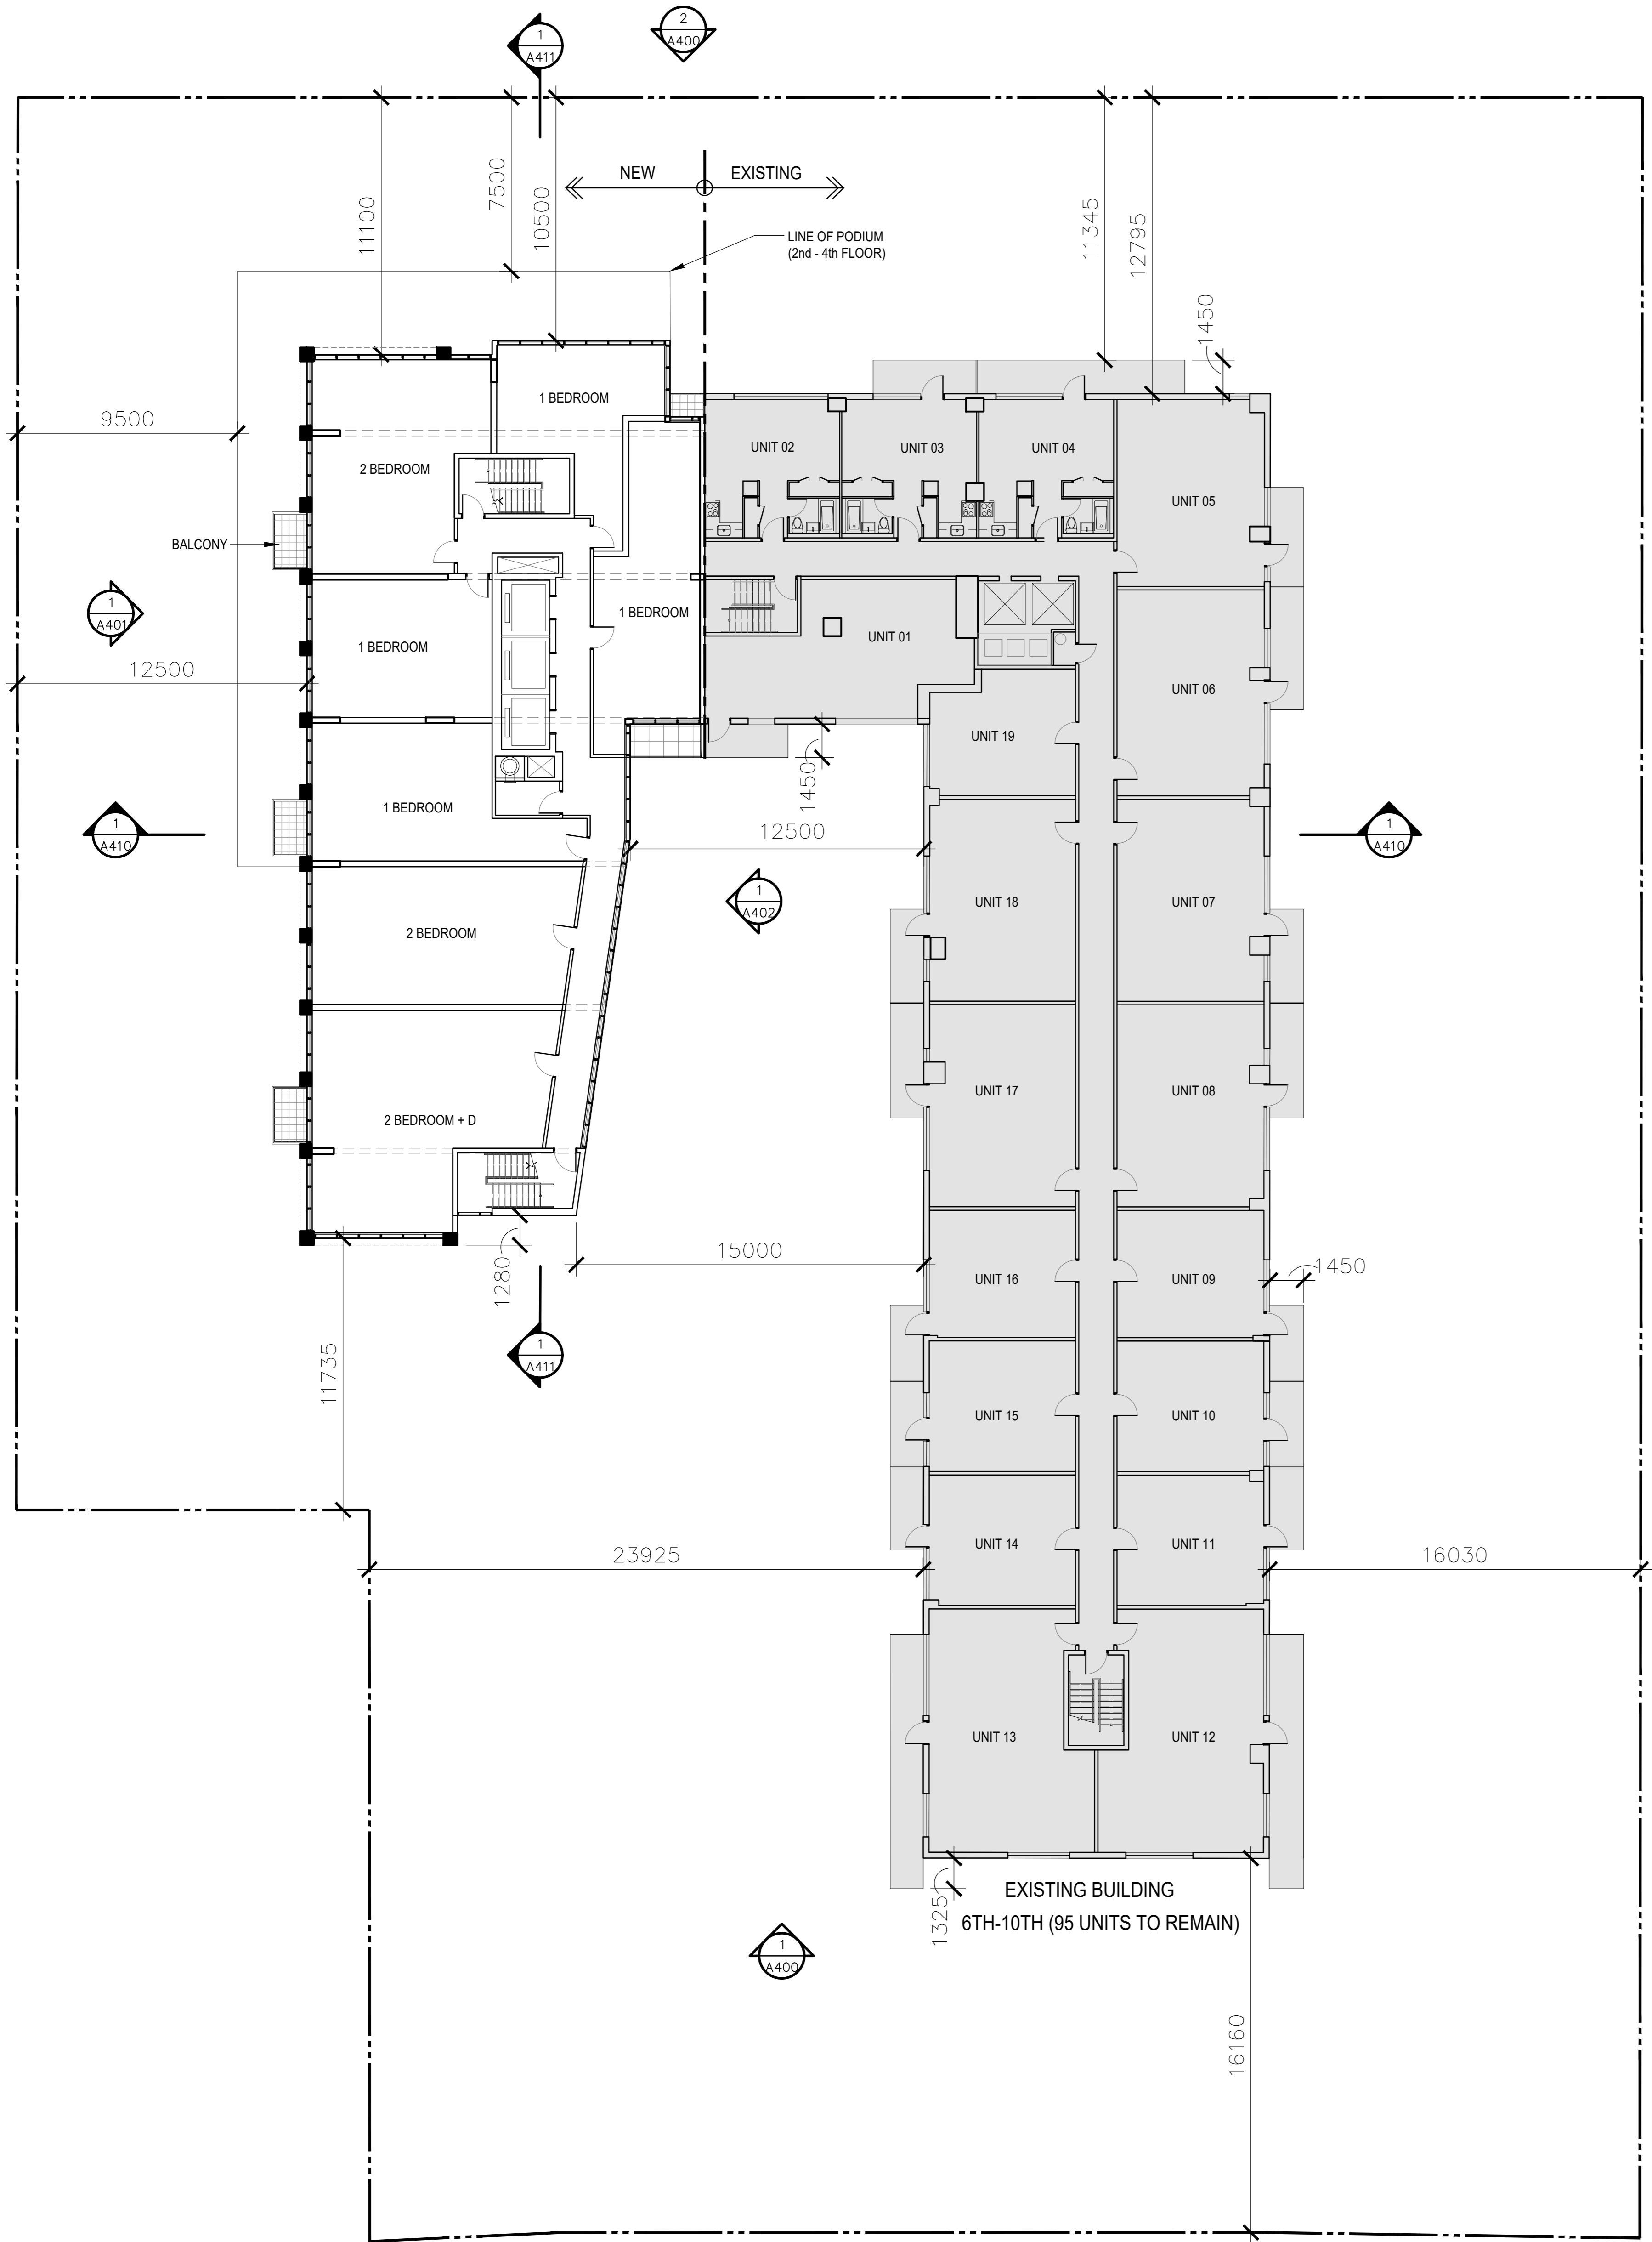 2
A400
1
A411
NEW
EXISTING
7500
10500
11100
11345
12795
LINE OF PODIUM
(2nd - 4th FLOOR)
1450
9500
1 BEDROOM
2 BEDROOM
UNIT 02
UNIT 03
UNIT 04
UNIT 05
BALCONY
1
A401
1 BEDROOM
1 BEDROOM
UNIT 01
12500
UNIT 06
UNIT 19
1450
1 BEDROOM
1
A410
12500
1
A410
1
A402
UNIT 18
UNIT 07
2 BEDROOM
UNIT 17
UNIT 08
2 BEDROOM + D
15000
1280
UNIT 16
UNIT 09
1450
1
A411
11735
UNIT 15
UNIT 10
UNIT 14
UNIT 11
23925
16030
UNIT 13
UNIT 12
1325
EXISTING BUILDING
6TH-10TH (95 UNITS TO REMAIN)
1
A400
16160